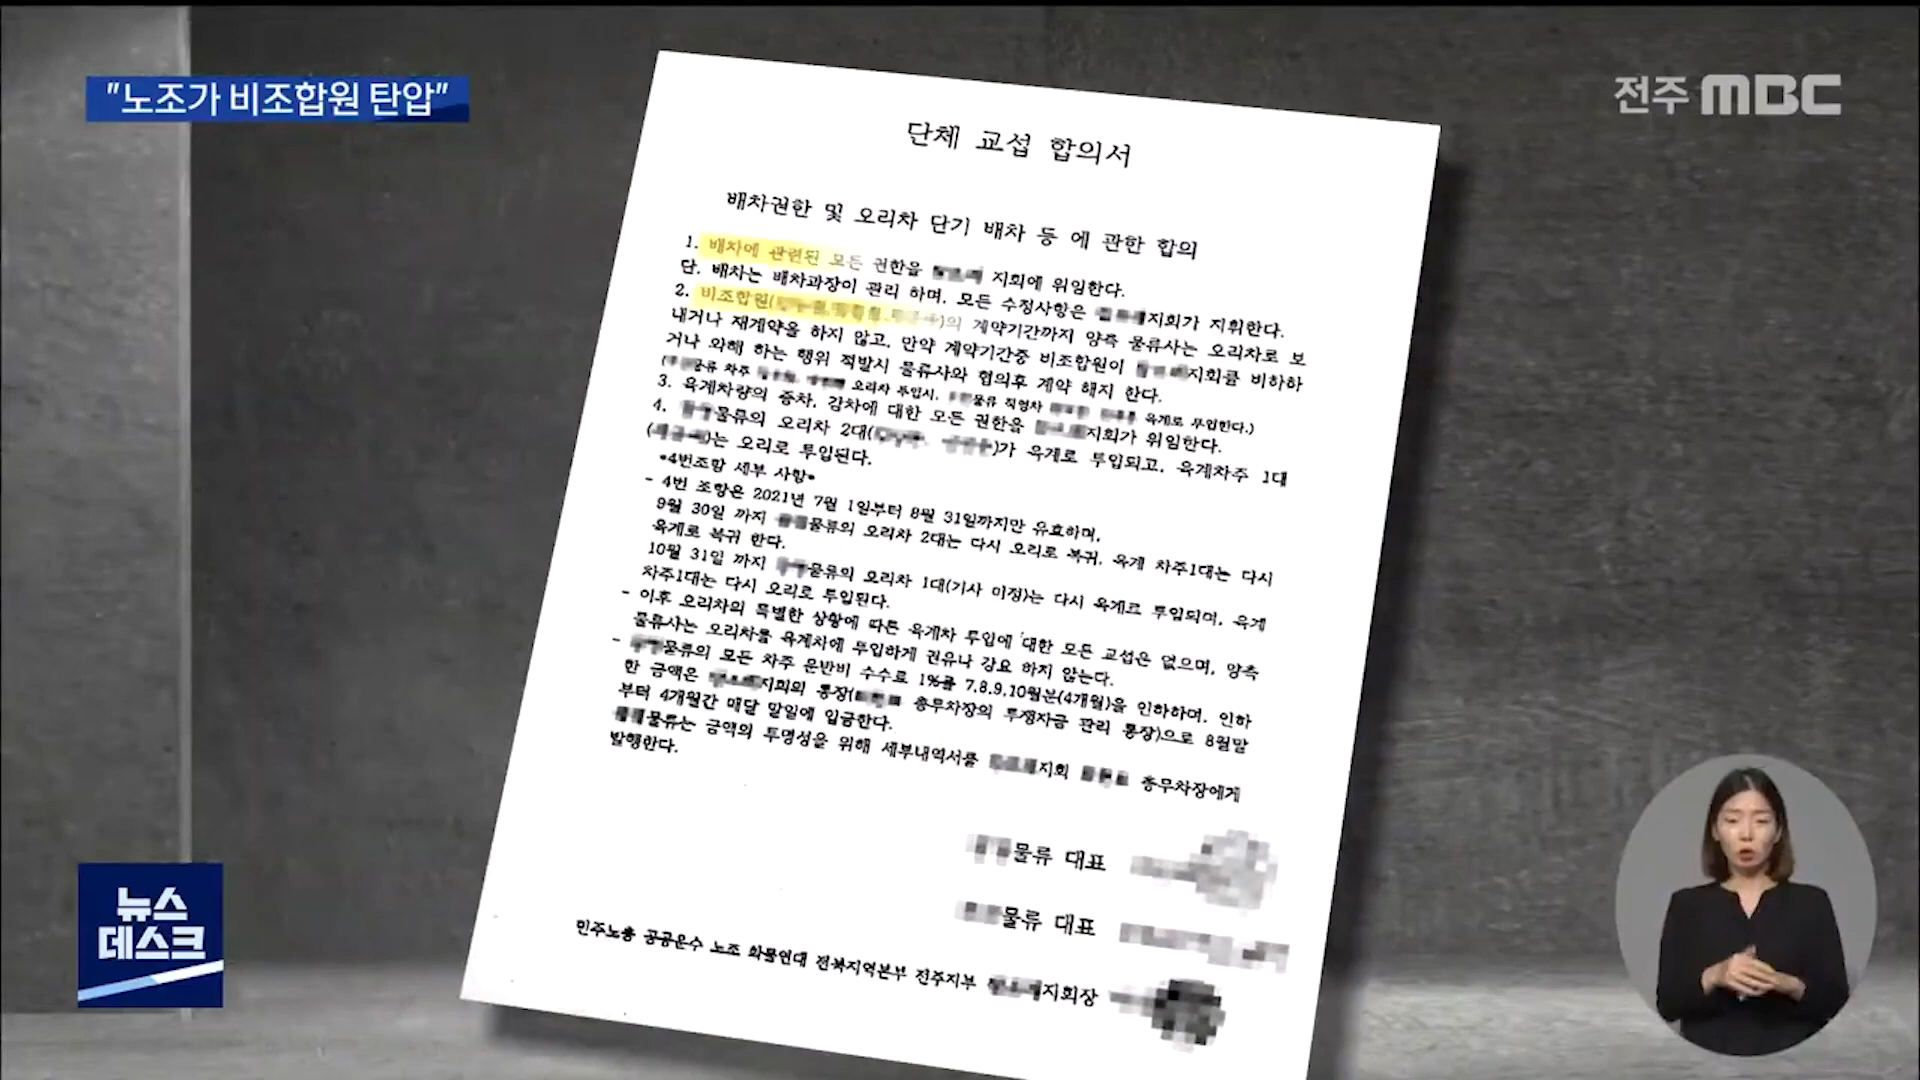 "노조가 비조합원 탄압"
전주 MBC
단체 교섭 합의서
배차권한 및 오리차 단기 배차 등 에 관한 합의
1. 배차에 관련된 모든 권한을 지회에 위임한다.
단. 배차는 배차과장이 관리 하며, 모든 수정사항은 지회가 지휘한다.
2. 비조합원( )의 계약기간까지 양측 물류사는 오리차로 보
내거나 재계약을 하지 않고, 만약 계약기간중 비조합원이 지회를 비하하
거나 와해 하는 행위 적발시 물류사와 협의후 계약 해지 한다.
( 물류 차주 오리차 투입시, 물류 직영차 육계로 투입한다.)
3. 육계차량의 증차, 감차에 대한 모든 권한을 지회가 위임한다.
4. 물류의 오리차 2대( )가 육계로 투입되고, 육계차주 1대
( )는 오리로 투입된다.
*4번조항 세부 사항*
- 4번 조항은 2021년 7월 1일부터 8월 31일까지만 유효하며,
9월 30일 까지 물류의 오리차 2대는 다시 오리로 복귀, 육계 차주1대는 다시
육계로 복귀 한다.
10월 31일 까지 물류의 오리차 1대(기사 미정)는 다시 육계로 투입되며, 육계
차주1대는 다시 오리로 투입된다.
- 이후 오리차의 특별한 상황에 따른 육계차 투입에 대한 모든 교섭은 없으며, 양측
물류사는 오리차를 육계차에 투입하게 권유나 강요 하지 않는다.
- 물류의 모든 차주 운반비 수수료 1%를 7,8,9,10월분(4개월)을 인하하며, 인하
한 금액은 지회의 통장( 총무차장의 투쟁자금 관리 통장)으로 8월말
부터 4개월간 매달 말일에 입금한다.
물류는 금액의 투명성을 위해 세부내역서를 지회 총무차장에게
발행한다.
물류 대표
물류 대표
민주노총 공공운수 노조 화물연대 전북지역본부 전주지부 지회장
뉴스
데스크